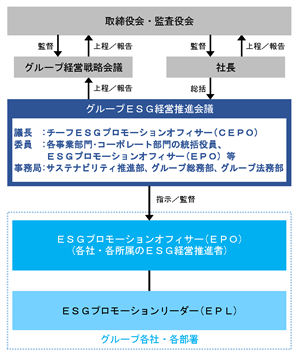 取締役会・監査役会
監督
上程／報告
監督
上程／報告
グループ経営戦略会議
社長
上程／報告
総括
グループESG経営推進会議
議長　：チーフESGプロモーションオフィサー（CEPO）
委員　：各事業部門・コーポレート部門の統括役員、
ESGプロモーションオフィサー（EPO）等
事務局：サステナビリティ推進部、グループ総務部、グループ法務部
指示／監督
ESGプロモーションオフィサー（EPO）
（各社・各所属のESG経営推進者）
ESGプロモーションリーダー（EPL）
グループ各社・各部署